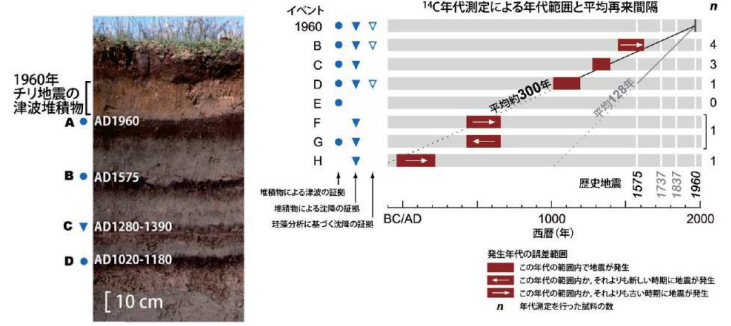 1960年
チリ地震の
津波堆積物
A AD1960
B AD1575
C AD1280-1390
D AD1020-1180
10 cm
イベント
1960
B
C
D
E
F
G
H
堆積物による津波の証拠
堆積物による沈降の証拠
珪藻分析に基づく沈降の証拠
14C年代測定による年代範囲と平均再来間隔
n
4
3
1
0
1
1
平均約300年
平均128年
歴史地震
1575
1737
1837
1960
BC/AD
1000
2000
西暦(年)
発生年代の誤差範囲
この年代の範囲内で地震が発生
この年代の範囲内か、それよりも新しい時期に地震が発生
この年代の範囲内か、それよりも古い時期に地震が発生
n 年代測定を行った試料の数